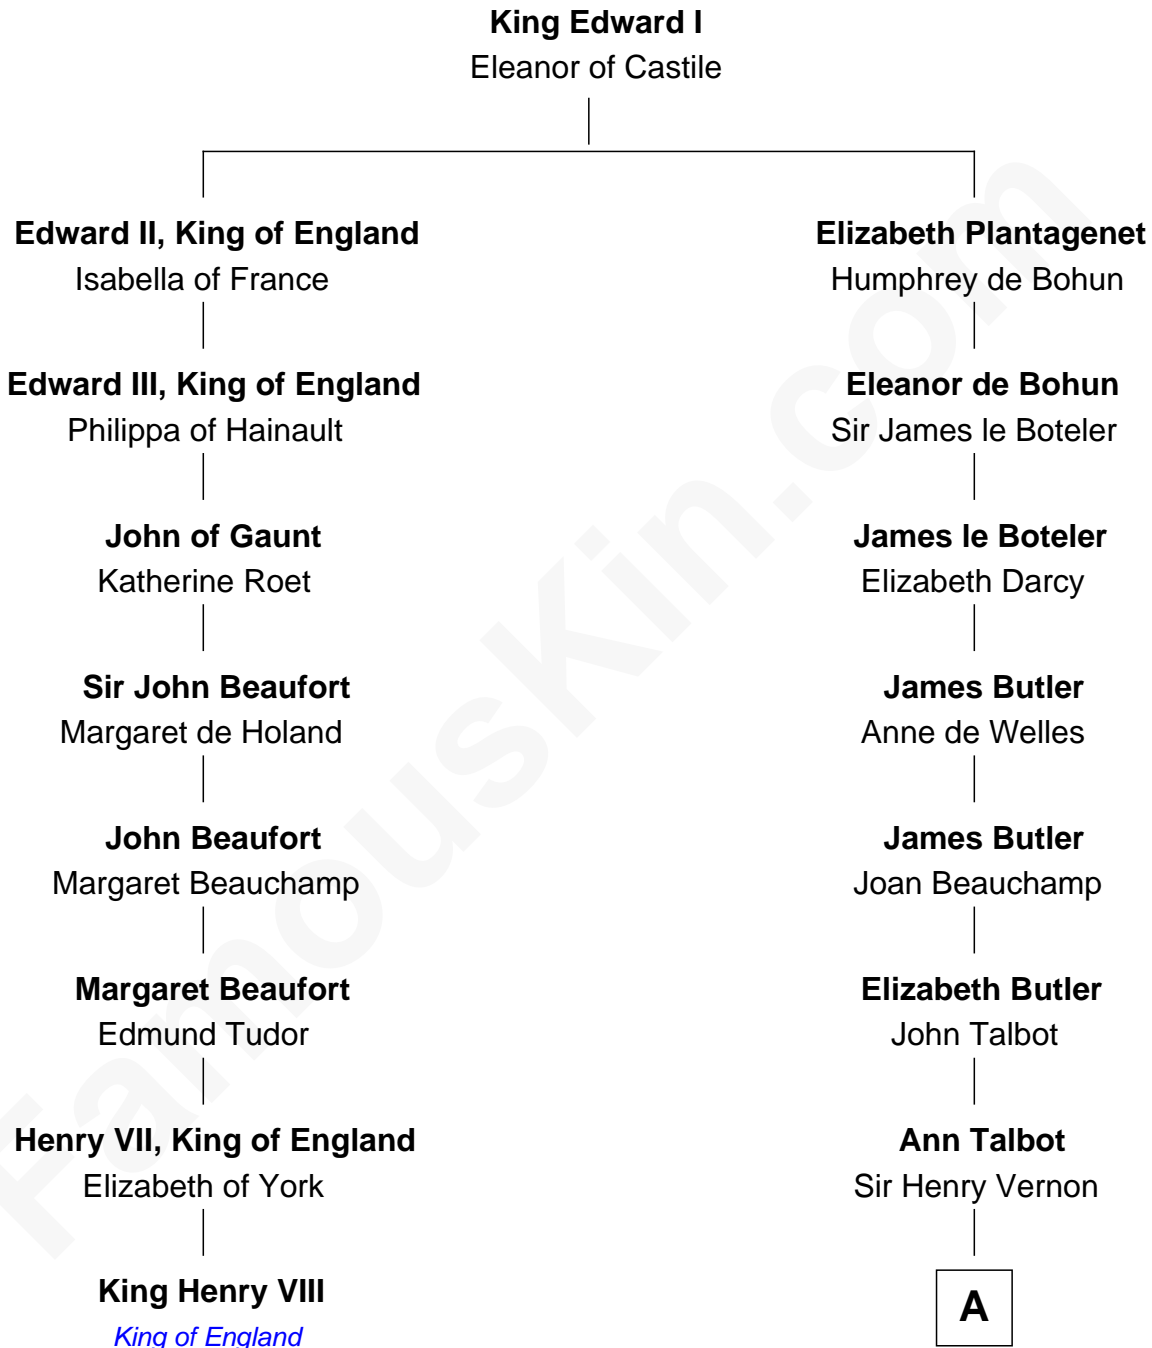 King Edward I
Eleanor of Castile
Edward II, King of England
Isabella of France
Elizabeth Plantagenet
Humphrey de Bohun
Edward III, King of England
Philippa of Hainault
Eleanor de Bohun
Sir James le Boteler
John of Gaunt
Katherine Roet
James le Boteler
Elizabeth Darcy
Sir John Beaufort
Margaret de Holand
James Butler
Anne de Welles
John Beaufort
Margaret Beauchamp
James Butler
Joan Beauchamp
Margaret Beaufort
Edmund Tudor
Elizabeth Butler
John Talbot
Henry VII, King of England
Elizabeth of York
Ann Talbot
Sir Henry Vernon
King Henry VIII
King of England
A
FamousKin.com